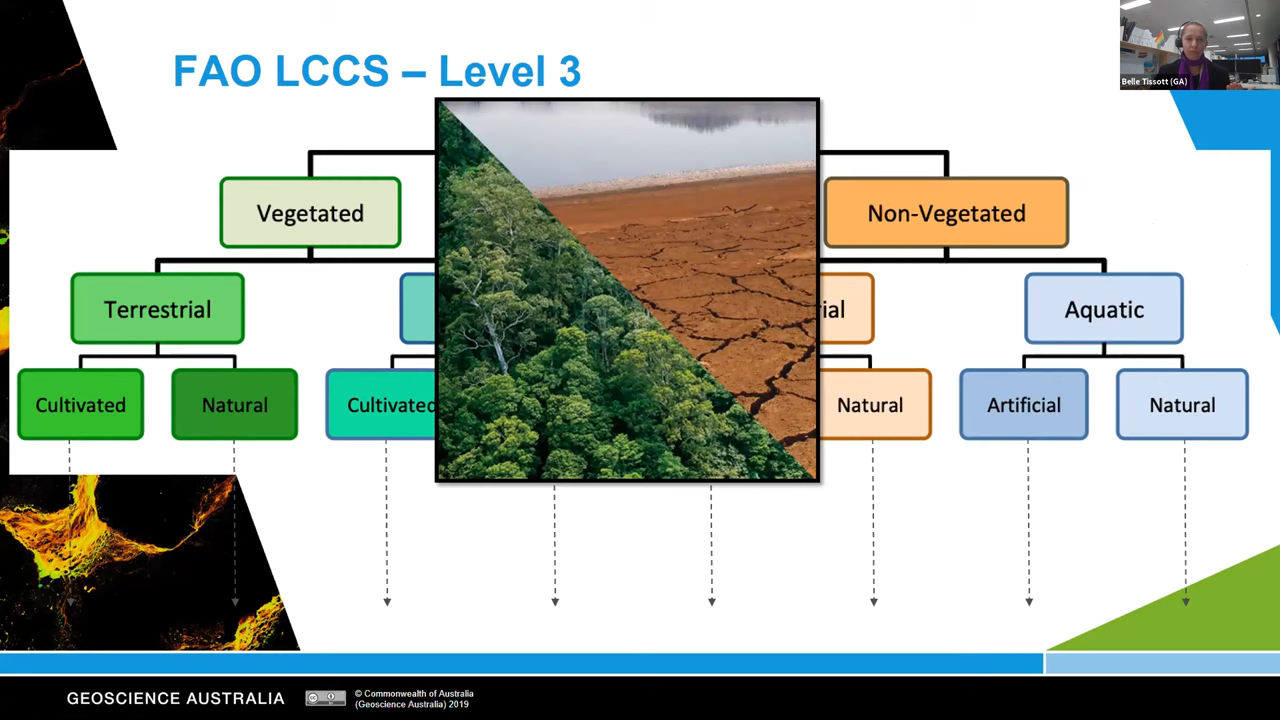 FAO LCCS – Level 3
Belle Tissott (GA)
Vegetated
Non-Vegetated
Terrestrial
ial
Aquatic
Cultivated
Natural
Cultivated
Natural
Artificial
Natural
GEOSCIENCE AUSTRALIA
© Commonwealth of Australia
(Geoscience Australia) 2019